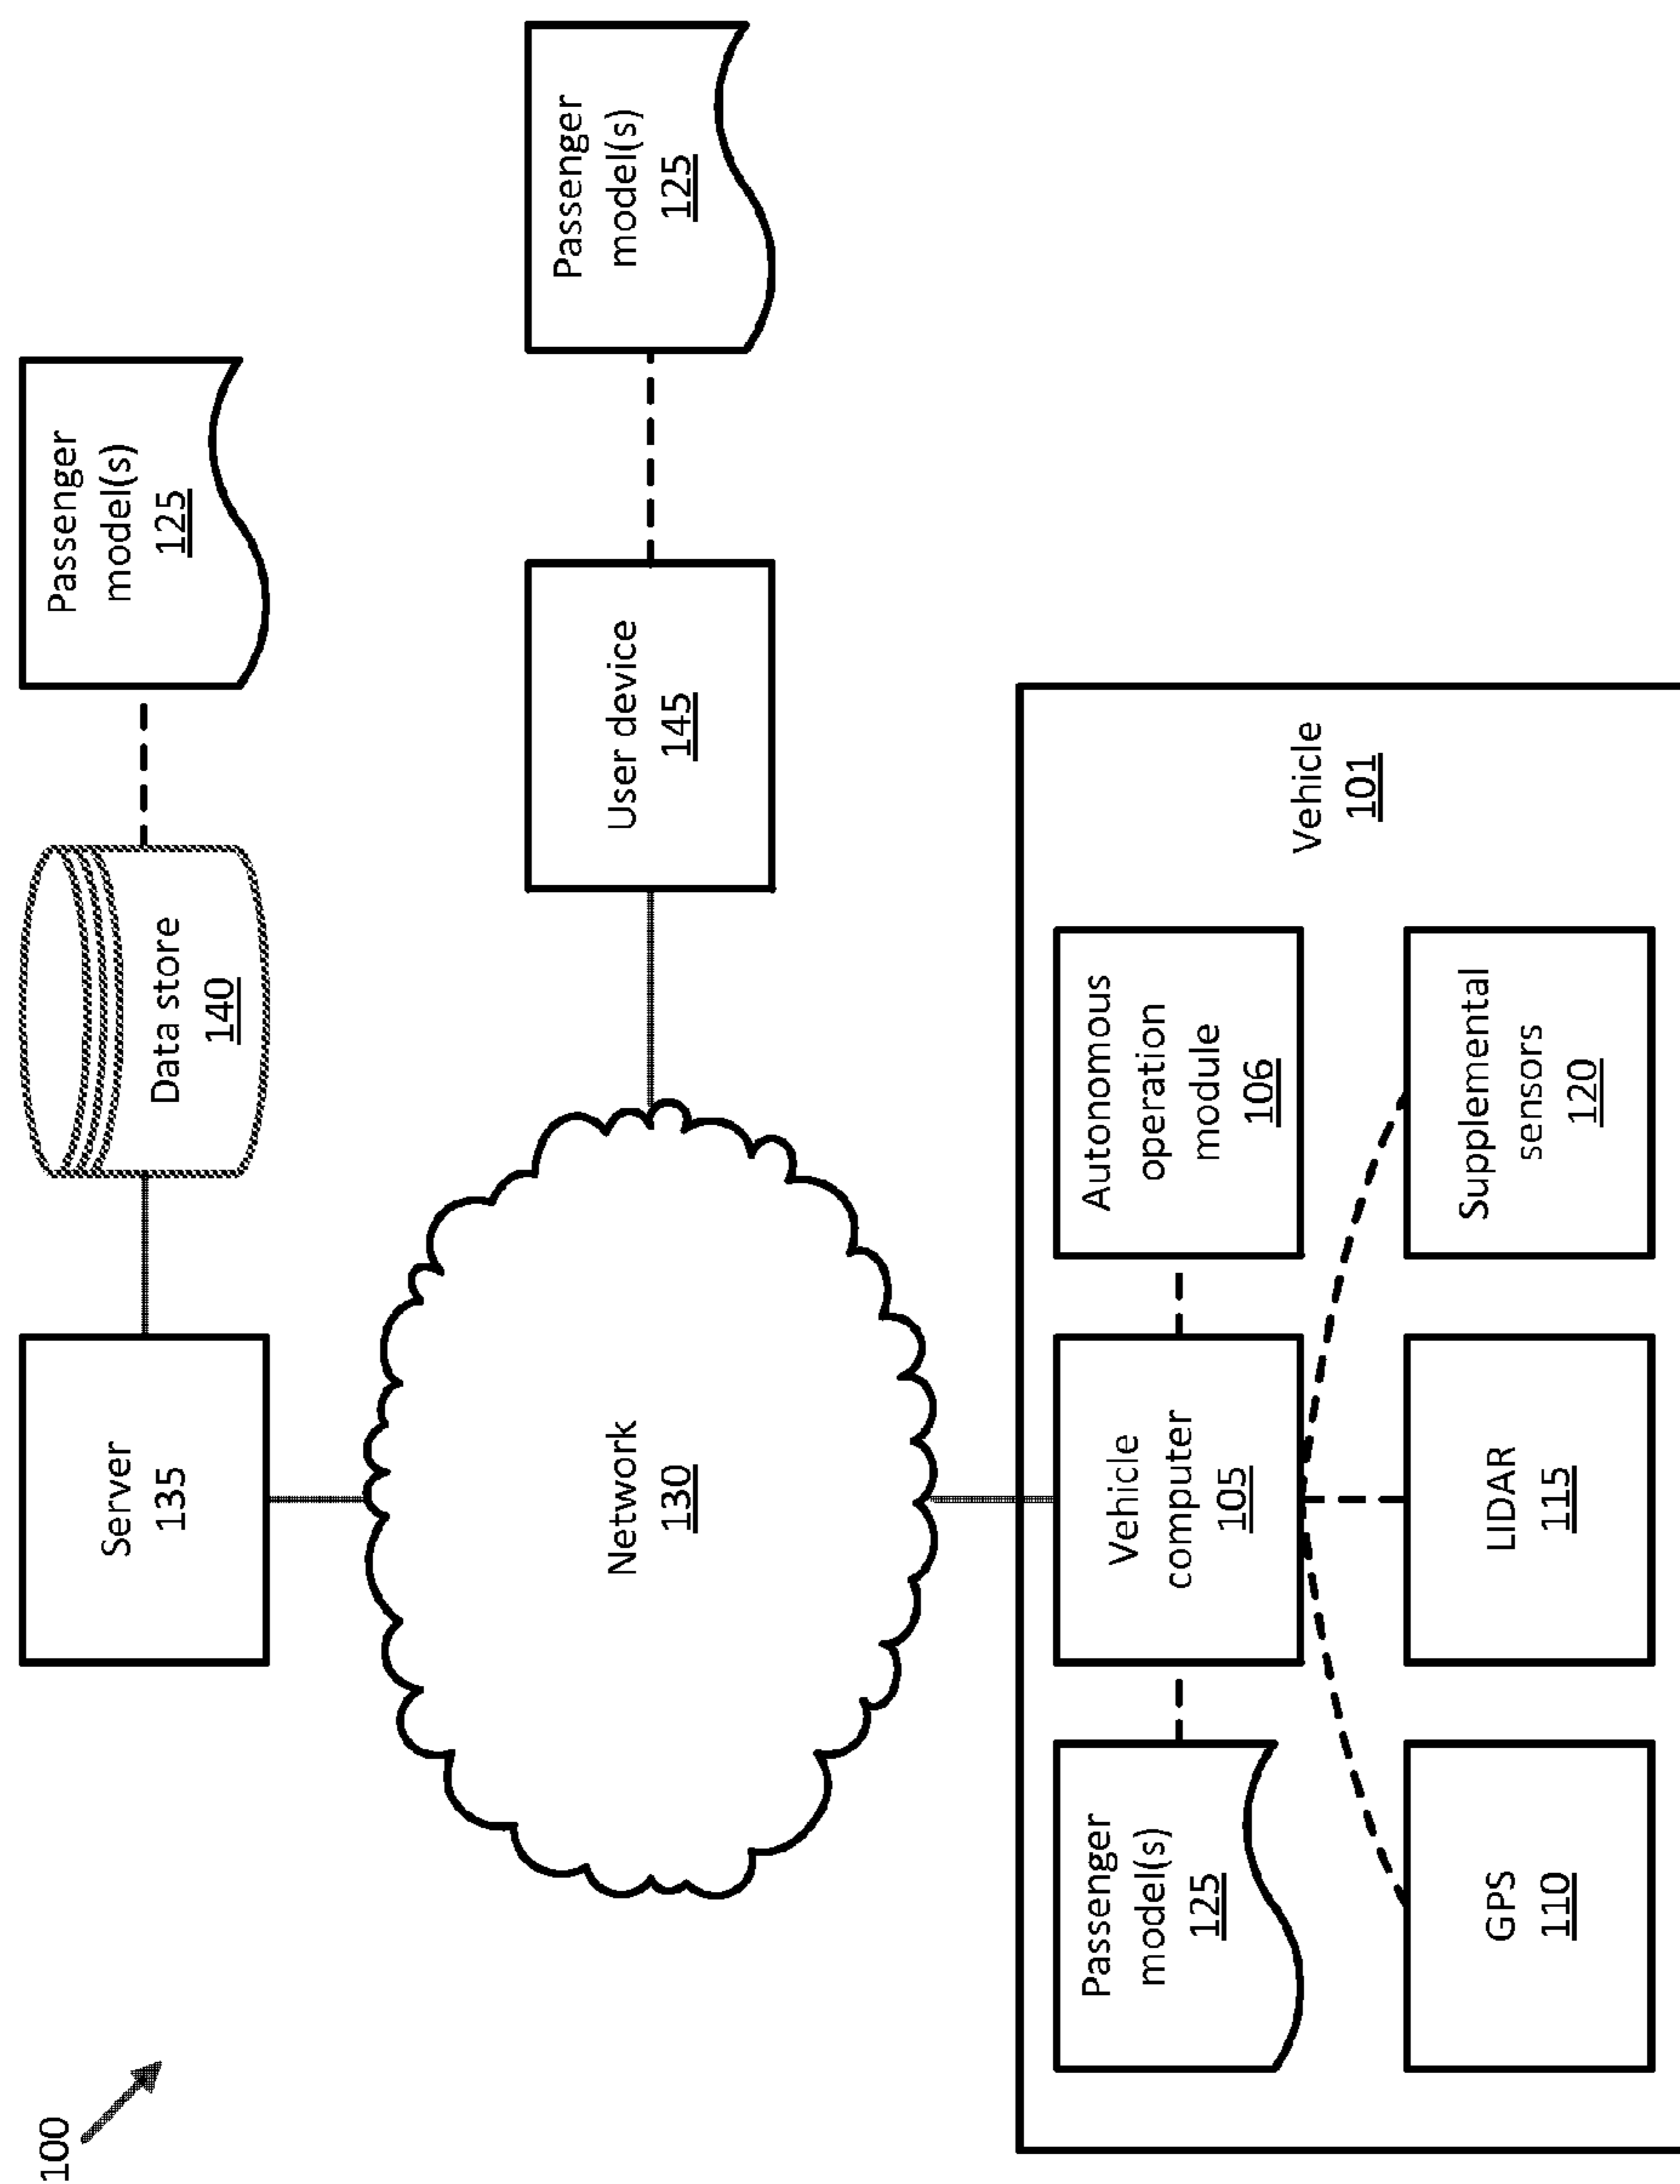 100
Server
135
Data store
140
Passenger
model(s)
125
Network
130
User device
145
Passenger
model(s)
125
Passenger
model(s)
125
Vehicle
computer
105
Autonomous
operation
module
106
Vehicle
101
GPS
110
LIDAR
115
Supplemental
sensors
120